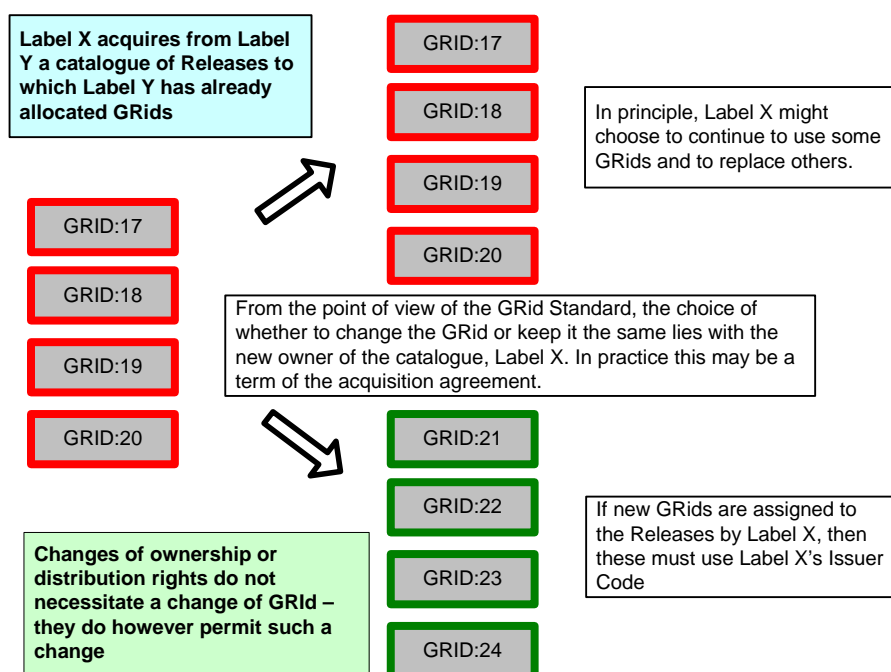 Label X acquires from Label
Y a catalogue of Releases to
which Label Y has already
allocated GRids
GRID:17
GRID:18
GRID:19
GRID:20
In principle, Label X might
choose to continue to use some
GRids and to replace others.
GRID:17
GRID:18
GRID:19
GRID:20
From the point of view of the GRid Standard, the choice of
whether to change the GRid or keep it the same lies with the
new owner of the catalogue, Label X. In practice this may be a
term of the acquisition agreement.
GRID:21
GRID:22
GRID:23
GRID:24
If new GRids are assigned to
the Releases by Label X, then
these must use Label X's Issuer
Code
Changes of ownership or
distribution rights do not
necessitate a change of GRId –
they do however permit such a
change